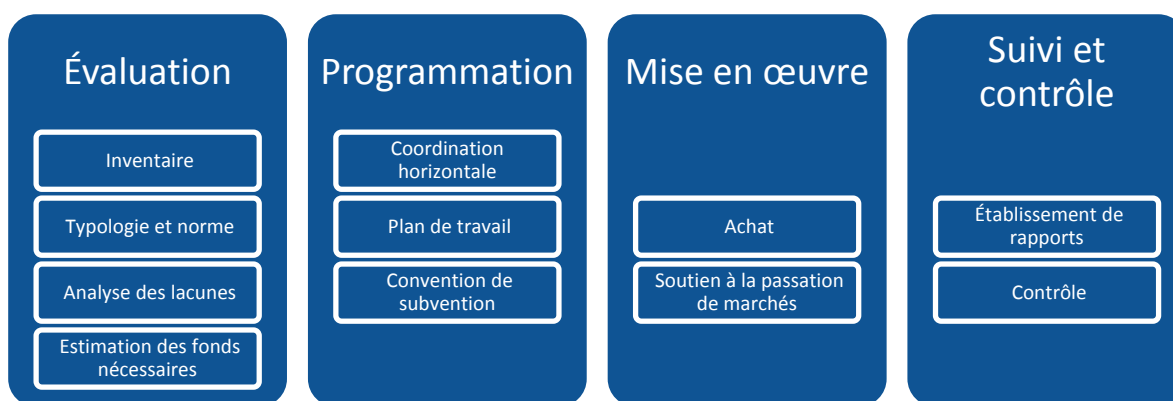 Évaluation
Inventaire
Typologie et norme
Analyse des lacunes
Estimation des fonds
nécessaires
Programmation
Coordination
horizontale
Plan de travail
Convention de
subvention
Mise en œuvre
Achat
Soutien à la passation
de marchés
Suivi et
contrôle
Établissement de
rapports
Contrôle